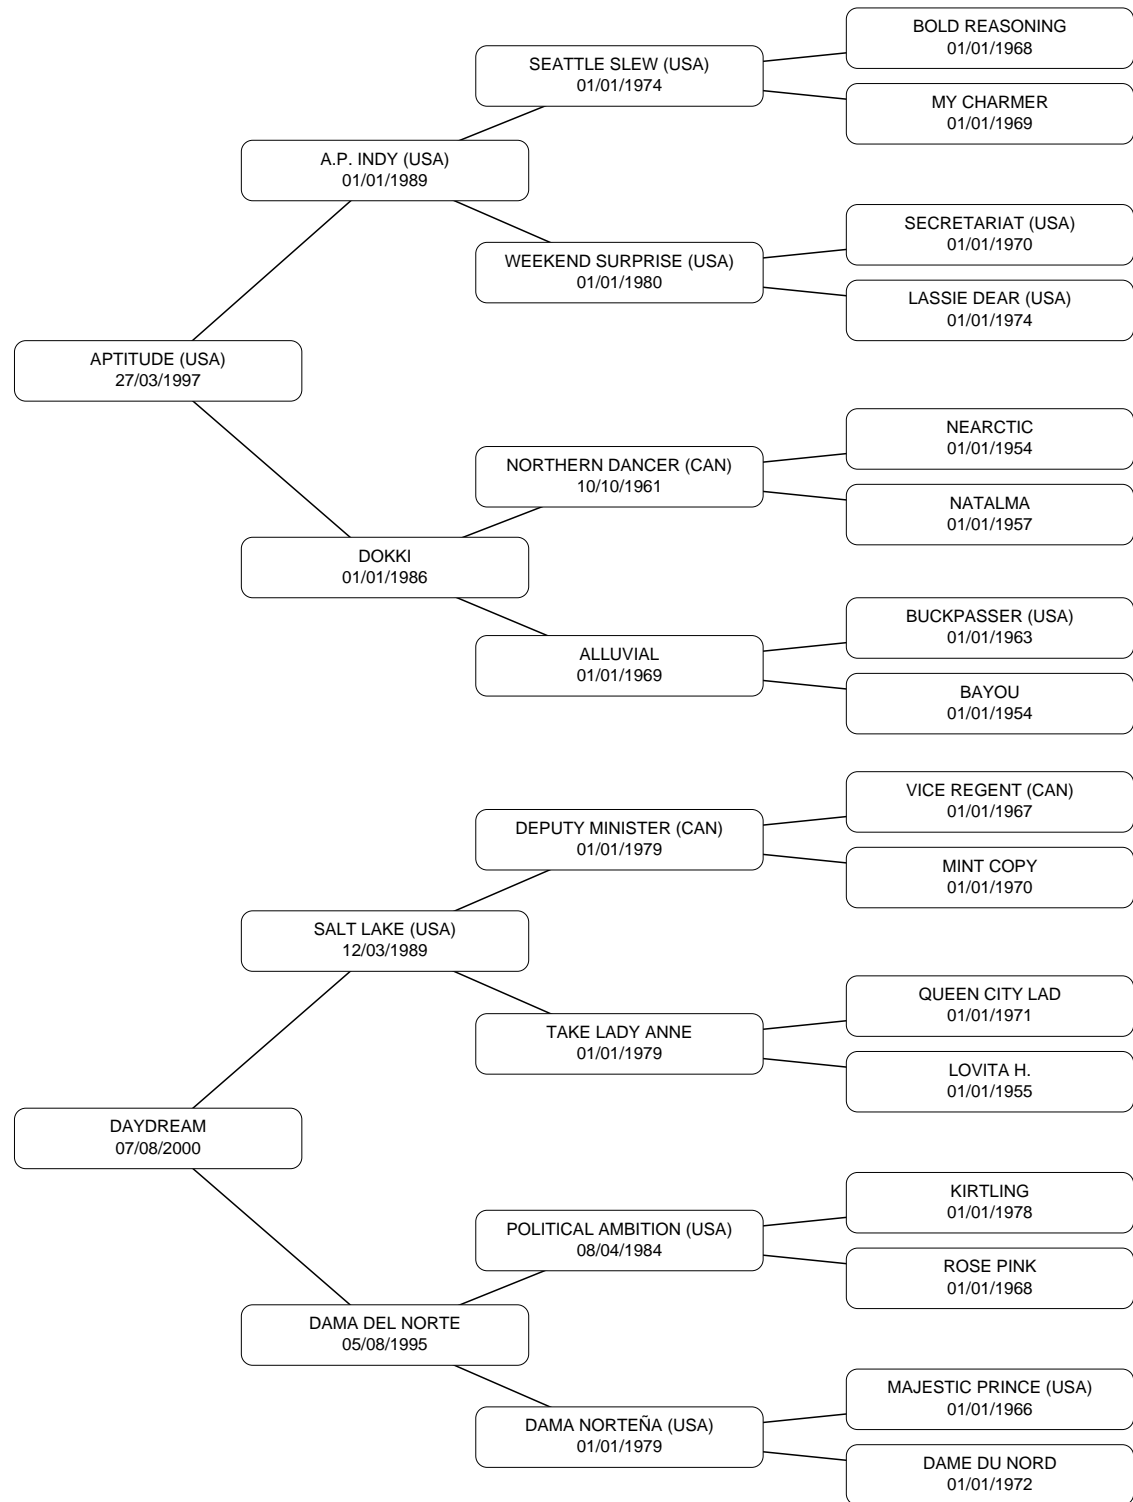 BOLD REASONING
01/01/1968
SEATTLE SLEW (USA)
01/01/1974
MY CHARMER
01/01/1969
A.P. INDY (USA)
01/01/1989
SECRETARIAT (USA)
01/01/1970
WEEKEND SURPRISE (USA)
01/01/1980
LASSIE DEAR (USA)
01/01/1974
APTITUDE (USA)
27/03/1997
NEARCTIC
01/01/1954
NORTHERN DANCER (CAN)
10/10/1961
NATALMA
01/01/1957
DOKKI
01/01/1986
BUCKPASSER (USA)
01/01/1963
ALLUVIAL
01/01/1969
BAYOU
01/01/1954
VICE REGENT (CAN)
01/01/1967
DEPUTY MINISTER (CAN)
01/01/1979
MINT COPY
01/01/1970
SALT LAKE (USA)
12/03/1989
QUEEN CITY LAD
01/01/1971
TAKE LADY ANNE
01/01/1979
LOVITA H.
01/01/1955
DAYDREAM
07/08/2000
KIRTLING
01/01/1978
POLITICAL AMBITION (USA)
08/04/1984
ROSE PINK
01/01/1968
DAMA DEL NORTE
05/08/1995
MAJESTIC PRINCE (USA)
01/01/1966
DAMA NORTEÑA (USA)
01/01/1979
DAME DU NORD
01/01/1972